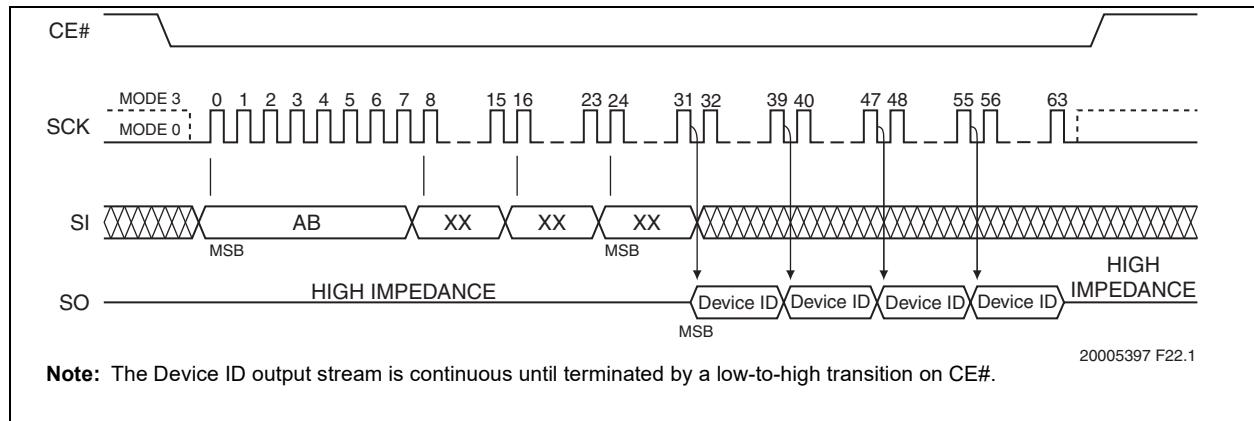 CE#
MODE 3 0 1 2 3 4 5 6 7 8 15 16 23 24 31 32 39 40 47 48 55 56 63
SCK MODE 0
SI AB XX XX XX
MSB MSB
HIGH
SO HIGH IMPEDANCE Device ID Device ID Device ID Device ID IMPEDANCE
MSB
20005397 F22.1
Note: The Device ID output stream is continuous until terminated by a low-to-high transition on CE#.